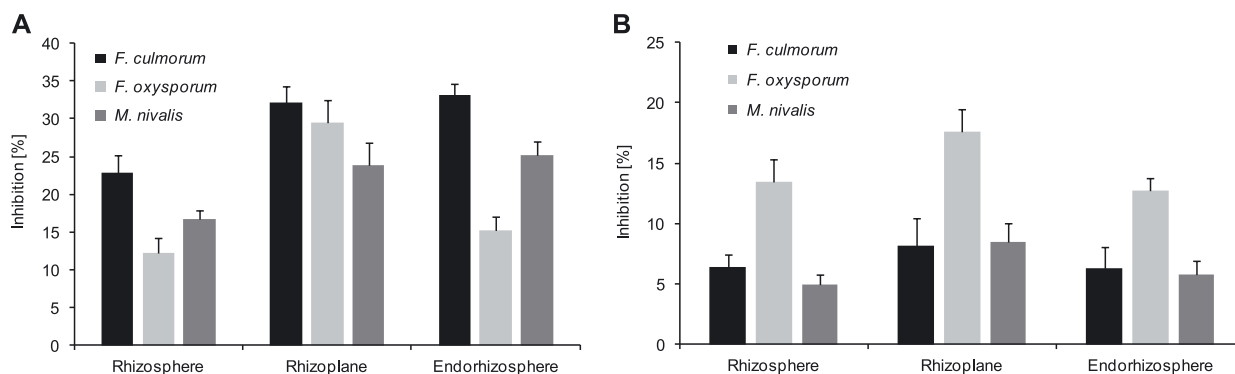 A
Inhibition [%]
40
35
30
25
20
15
10
5
0
F. culmorum
F. oxysporum
M. nivalis
Rhizosphere
Rhizoplane
Endorhizosphere
B
Inhibition [%]
25
20
15
10
5
0
F. culmorum
F. oxysporum
M. nivalis
Rhizosphere
Rhizoplane
Endorhizosphere